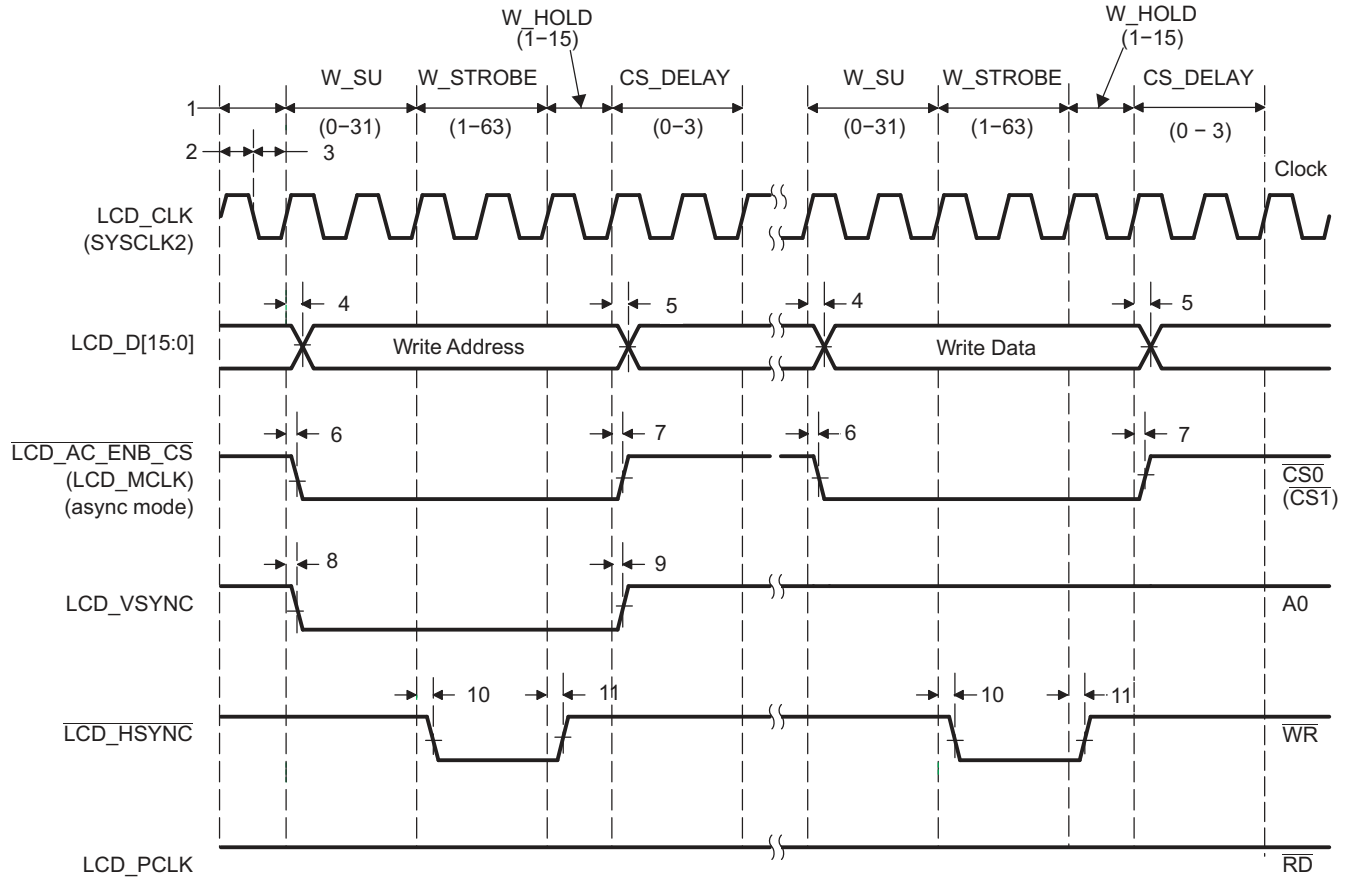 W_HOLD
(1−15)
W_HOLD
(1−15)
W_SU W_STROBE CS_DELAY W_SU W_STROBE CS_DELAY
1
(0−31) (1−63) (0−3) (0−31) (1−63) (0 − 3)
2 3
Clock
LCD_CLK
(SYSCLK2)
4 5 4 5
LCD_D[15:0] Write Address Write Data
6 7 6 7
LCD_AC_ENB_CS
(LCD_MCLK)
(async mode)
CS0
(CS1)
8 9
LCD_VSYNC A0
10 11 10 11
LCD_HSYNC WR
LCD_PCLK RD